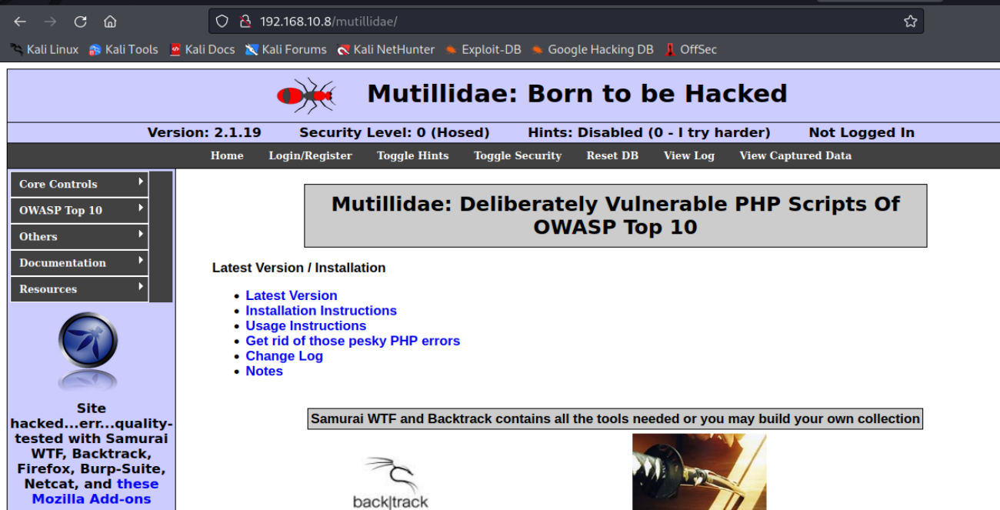 192.168.10.8/mutillidae/
Kali Linux Kali Tools Kali Docs Kali Forums Kali NetHunter Exploit-DB Google Hacking DB OffSec
Mutillidae: Born to be Hacked
Version: 2.1.19 Security Level: 0 (Hosed) Hints: Disabled (0 - I try harder) Not Logged In
Home Login/Register Toggle Hints Toggle Security Reset DB View Log View Captured Data
Core Controls
OWASP Top 10
Others
Documentation
Resources
Site
hacked...err...quality-
tested with Samurai
WTF, Backtrack,
Firefox, Burp-Suite,
Netcat, and these
Mozilla Add-ons
Mutillidae: Deliberately Vulnerable PHP Scripts Of
OWASP Top 10
Latest Version / Installation
• Latest Version
• Installation Instructions
• Usage Instructions
• Get rid of those pesky PHP errors
• Change Log
• Notes
Samurai WTF and Backtrack contains all the tools needed or you may build your own collection
back|track